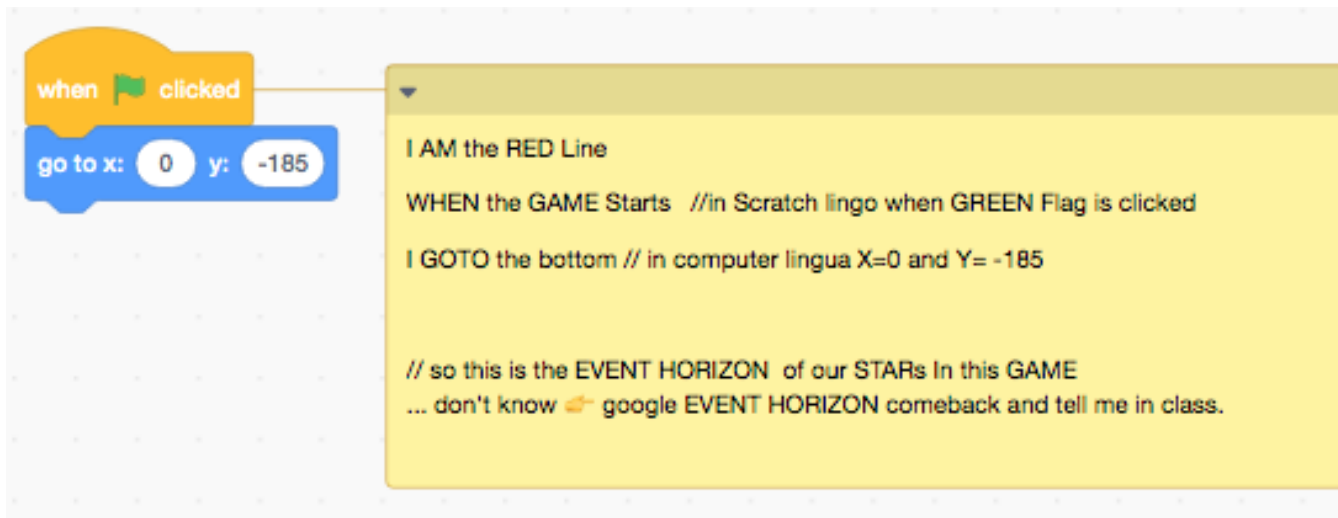 when clicked
go to x: 0 y: -185
I AM the RED Line
WHEN the GAME Starts //in Scratch lingo when GREEN Flag is clicked
I GOTO the bottom // in computer lingua X=0 and Y= -185
// so this is the EVENT HORIZON of our STARs In this GAME
... don't know 👉 google EVENT HORIZON comeback and tell me in class.